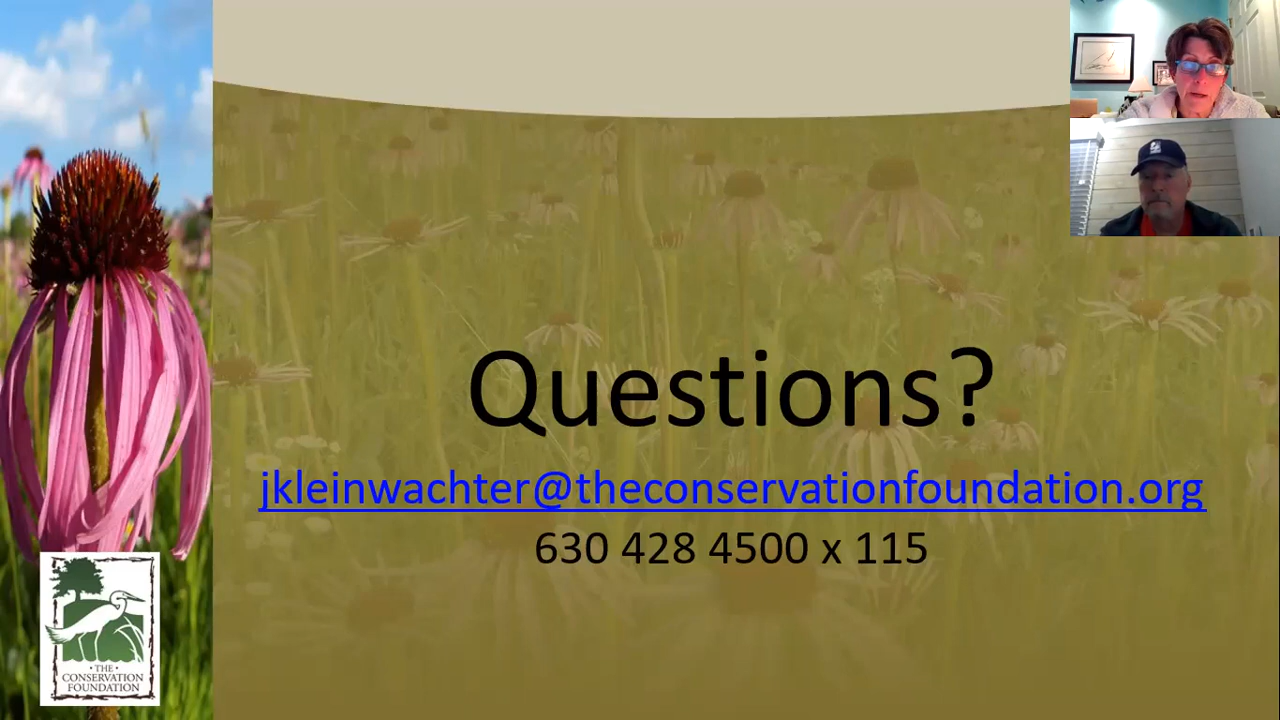 Questions?
jkleinwachter@theconservationfoundation.org
630 428 4500 x 115
• THE •
CONSERVATION
FOUNDATION